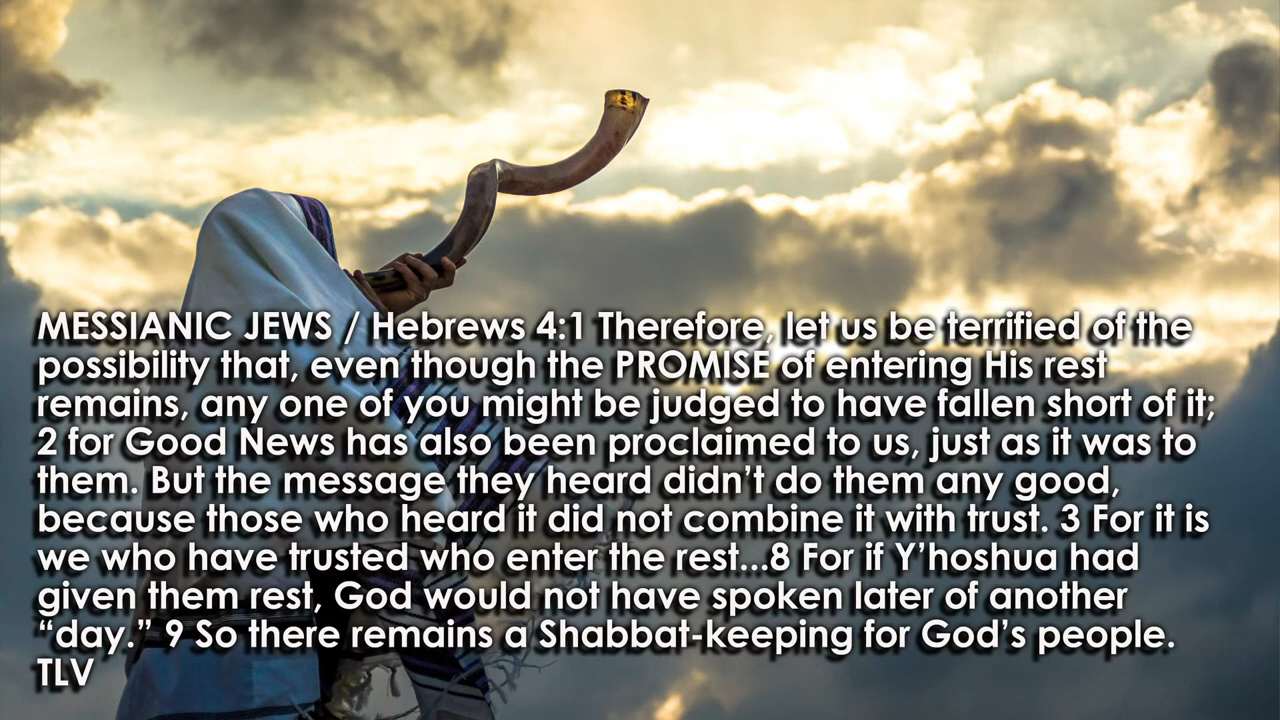 MESSIANIC JEWS / Hebrews 4:1 Therefore, let us be terrified of the
possibility that, even though the PROMISE of entering His rest
remains, any one of you might be judged to have fallen short of it;
2 for Good News has also been proclaimed to us, just as it was to
them. But the message they heard didn’t do them any good,
because those who heard it did not combine it with trust. 3 For it is
we who have trusted who enter the rest...8 For if Y’hoshua had
given them rest, God would not have spoken later of another
“day.” 9 So there remains a Shabbat-keeping for God’s people.
TLV